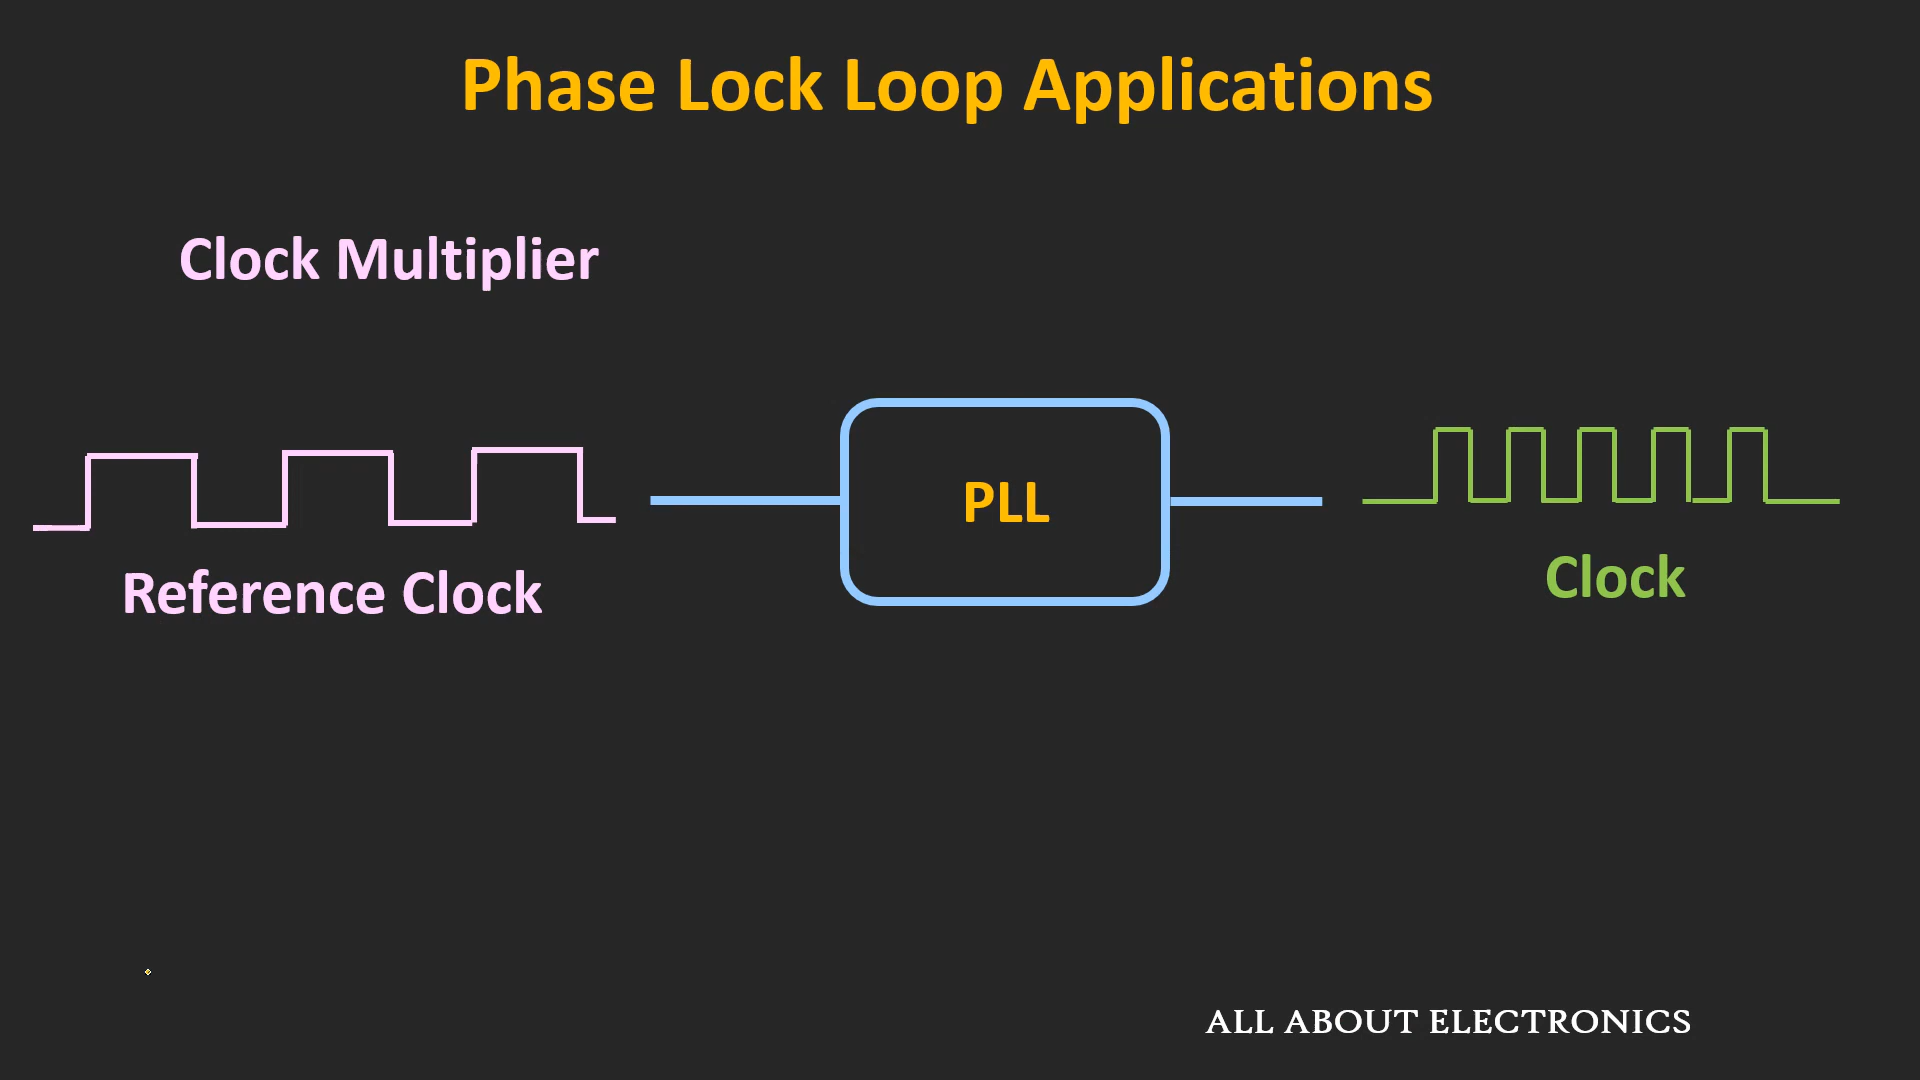 Phase Lock Loop Applications
Clock Multiplier
PLL
Reference Clock
Clock
ALL ABOUT ELECTRONICS